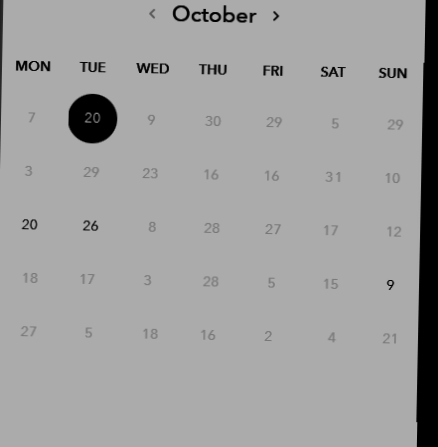 ‹ October ›
MON TUE WED THU FRI SAT SUN
7 20 9 30 29 5 29
3 29 23 16 16 31 10
20 26 8 28 27 17 12
18 17 3 28 5 15 9
27 5 18 16 2 4 21